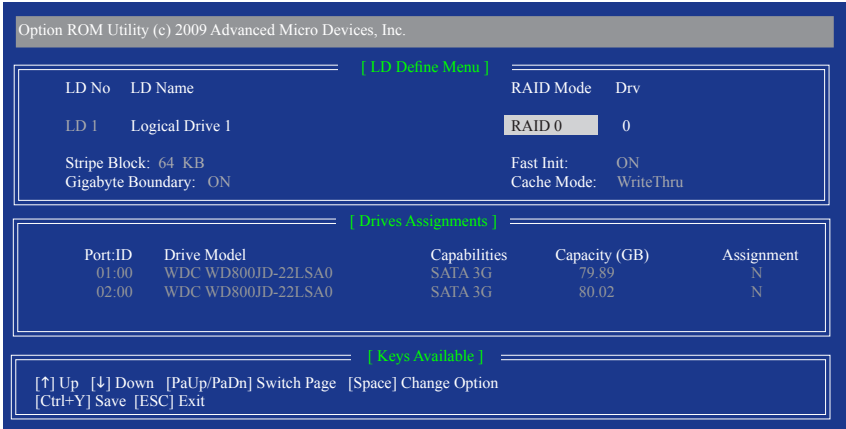 Option ROM Utility (c) 2009 Advanced Micro Devices, Inc.
[ LD Define Menu ]
LD No LD Name RAID Mode Drv
LD 1 Logical Drive 1 RAID 0 0
Stripe Block: 64 KB Fast Init: ON
Gigabyte Boundary: ON Cache Mode: WriteThru
[ Drives Assignments ]
Port:ID Drive Model Capabilities Capacity (GB) Assignment
01:00 WDC WD800JD-22LSA0 SATA 3G 79.89 N
02:00 WDC WD800JD-22LSA0 SATA 3G 80.02 N
[ Keys Available ]
[↑] Up [↓] Down [PaUp/PaDn] Switch Page [Space] Change Option
[Ctrl+Y] Save [ESC] Exit